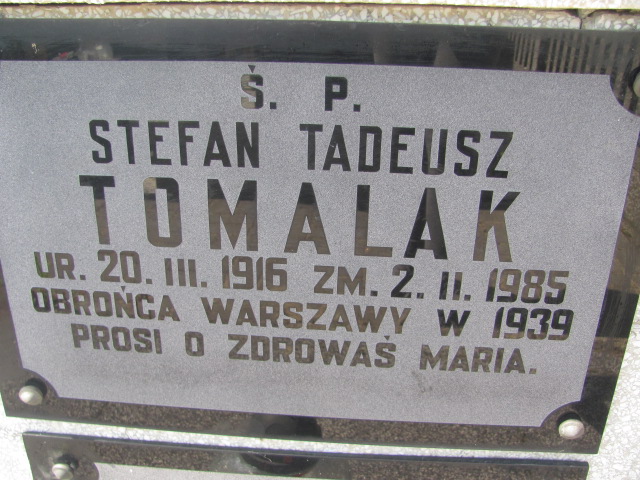 Ś. P.
STEFAN TADEUSZ
TOMALAK
UR. 20. III. 1916 ZM. 2. II. 1985
OBROŃCA WARSZAWY W 1939
PROSI O ZDROWAŚ MARIA.